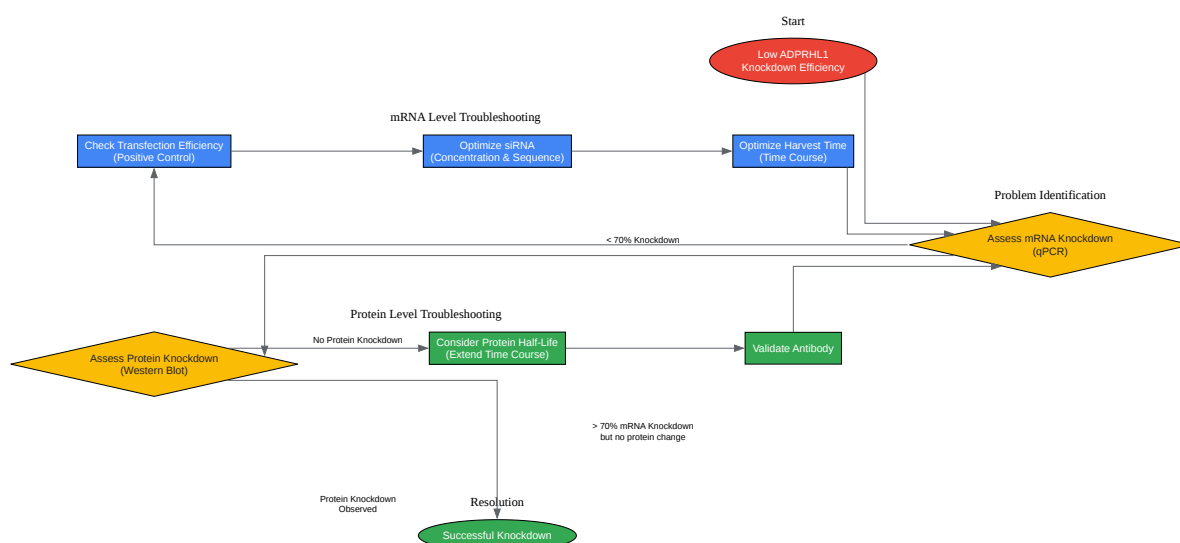 Start
Low ADPRHL1
Knockdown Efficiency
mRNA Level Troubleshooting
Check Transfection Efficiency
(Positive Control)
Optimize siRNA
(Concentration & Sequence)
Optimize Harvest Time
(Time Course)
Problem Identification
Assess mRNA Knockdown
(qPCR)
< 70% Knockdown
Protein Level Troubleshooting
No Protein Knockdown
Consider Protein Half-Life
(Extend Time Course)
Validate Antibody
Assess Protein Knockdown
(Western Blot)
> 70% mRNA Knockdown
but no protein change
Protein Knockdown
Observed
Resolution
Successful Knockdown